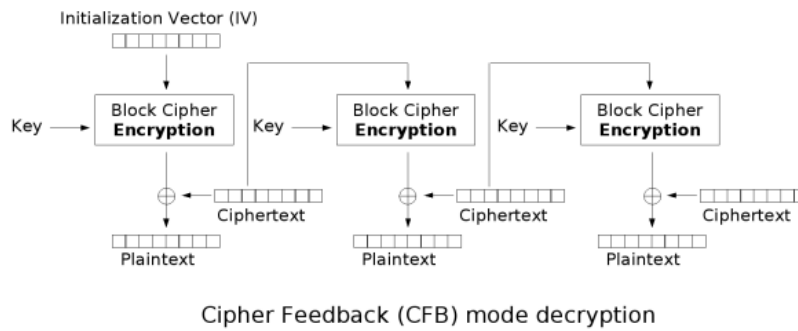 Initialization Vector (IV)
Block Cipher
Encryption
Key
Block Cipher
Encryption
Key
Block Cipher
Encryption
Key
Ciphertext
Ciphertext
Ciphertext
Plaintext
Plaintext
Plaintext
Cipher Feedback (CFB) mode decryption